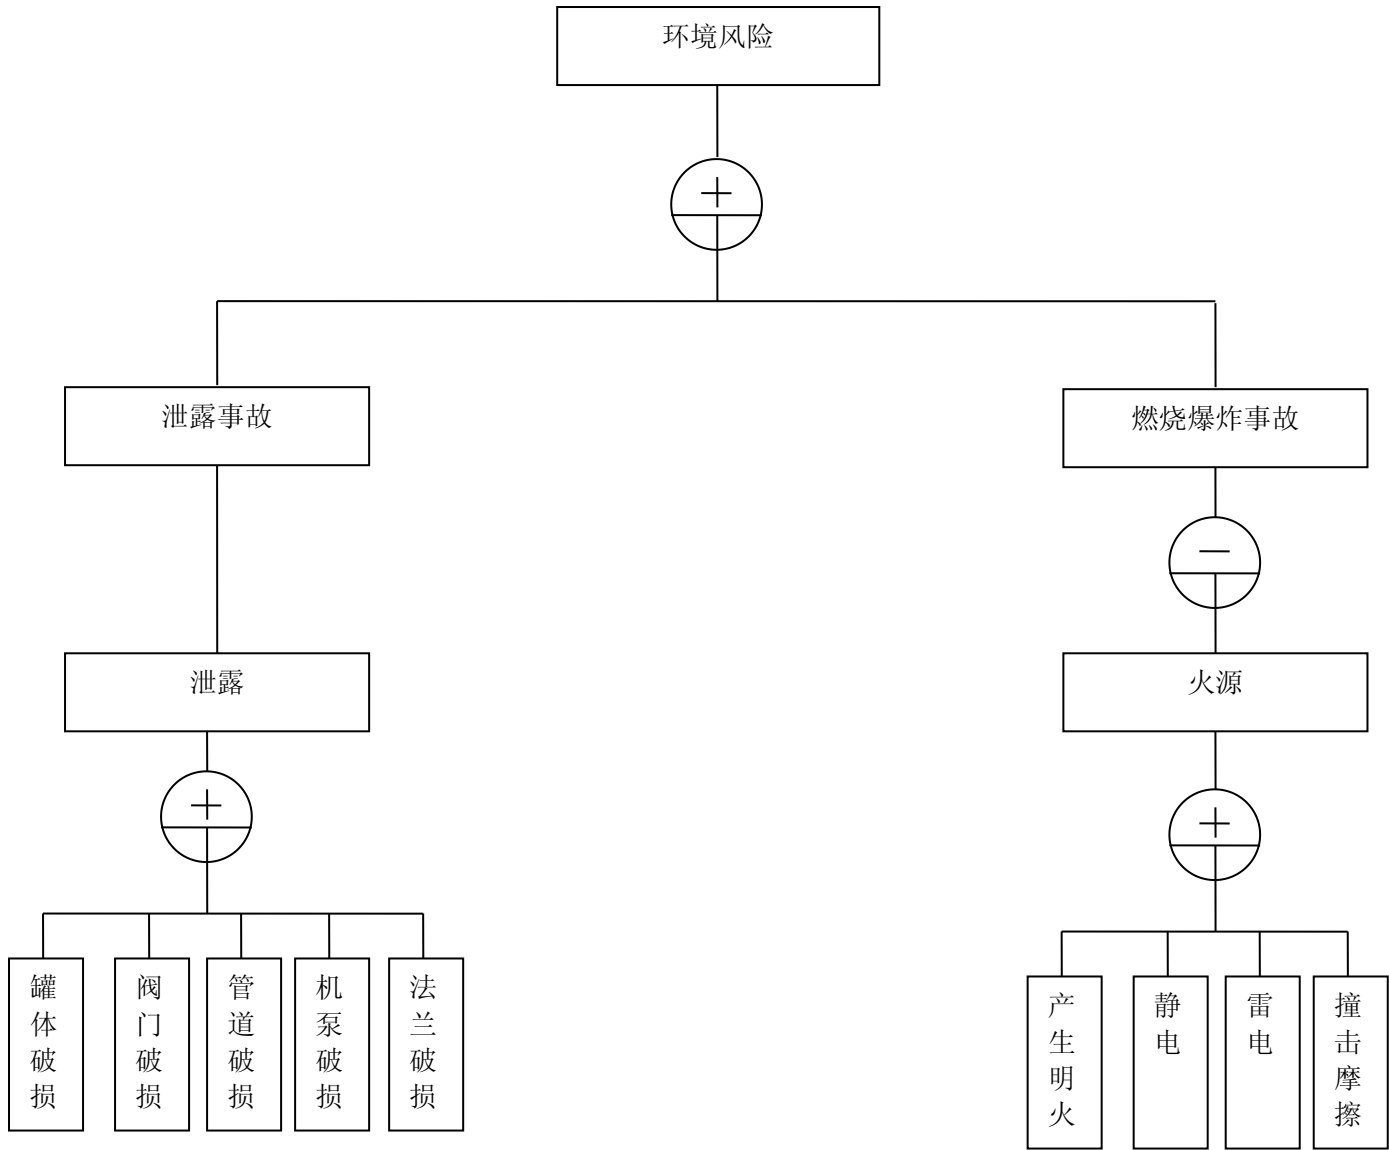 环境风险
+
泄露事故
燃烧爆炸事故
−
泄露
火源
+
+
罐体破损
阀门破损
管道破损
机泵破损
法兰破损
产生明火
静电
雷电
撞击摩擦